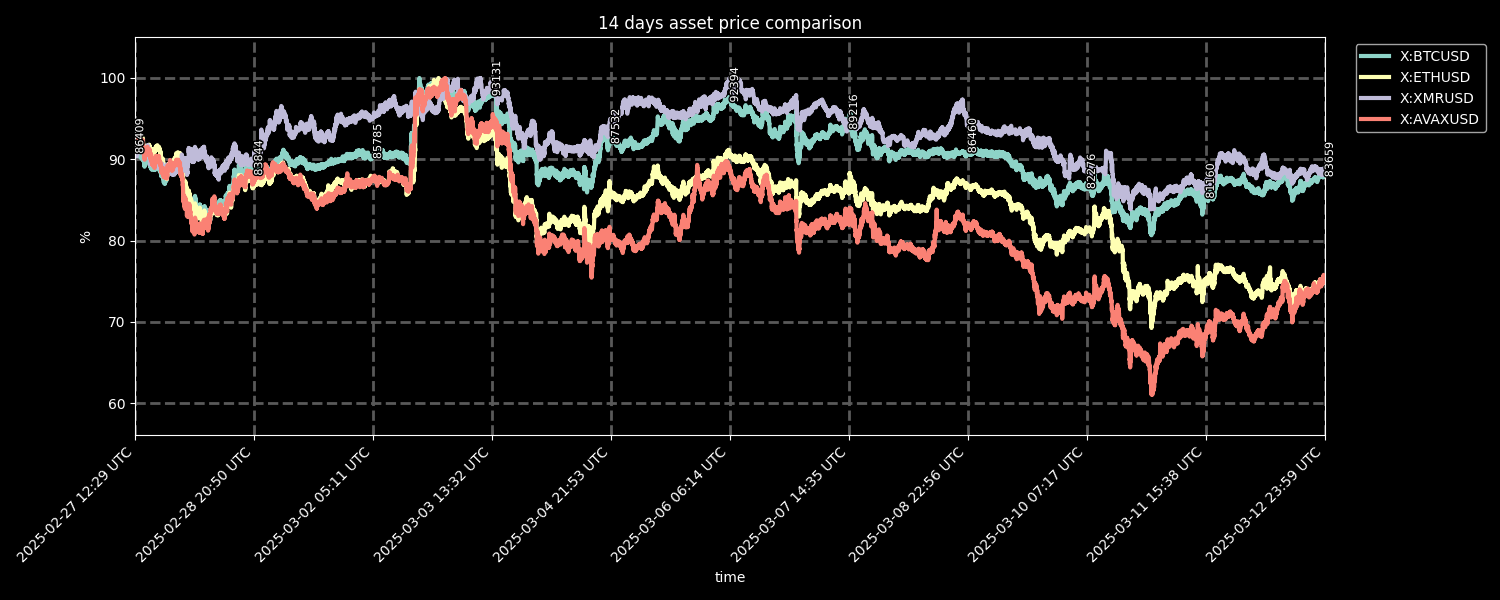 14 days asset price comparison
X:BTCUSD
X:ETHUSD
X:XMRUSD
X:AVAXUSD
%
100
90
80
70
60
86409
83844
85785
93131
87532
92394
89216
86460
82276
81160
83659
2025-02-27 12:29 UTC
2025-02-28 20:50 UTC
2025-03-02 05:11 UTC
2025-03-03 13:32 UTC
2025-03-04 21:53 UTC
2025-03-06 06:14 UTC
2025-03-07 14:35 UTC
2025-03-08 22:56 UTC
2025-03-10 07:17 UTC
2025-03-11 15:38 UTC
2025-03-12 23:59 UTC
time